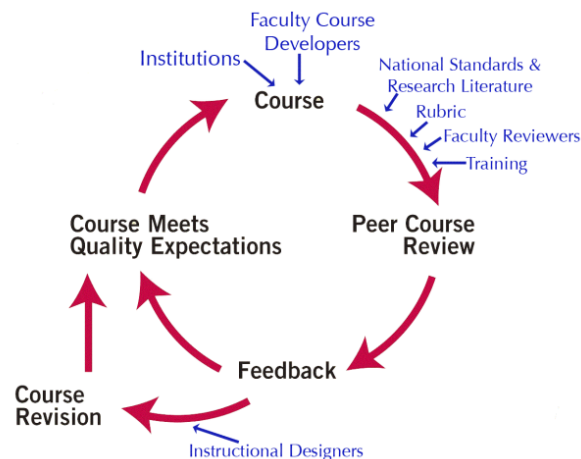 Faculty Course
Developers
Institutions
Course
National Standards &
Research Literature
Rubric
Faculty Reviewers
Training
Peer Course
Review
Course Meets
Quality Expectations
Feedback
Course
Revision
Instructional Designers